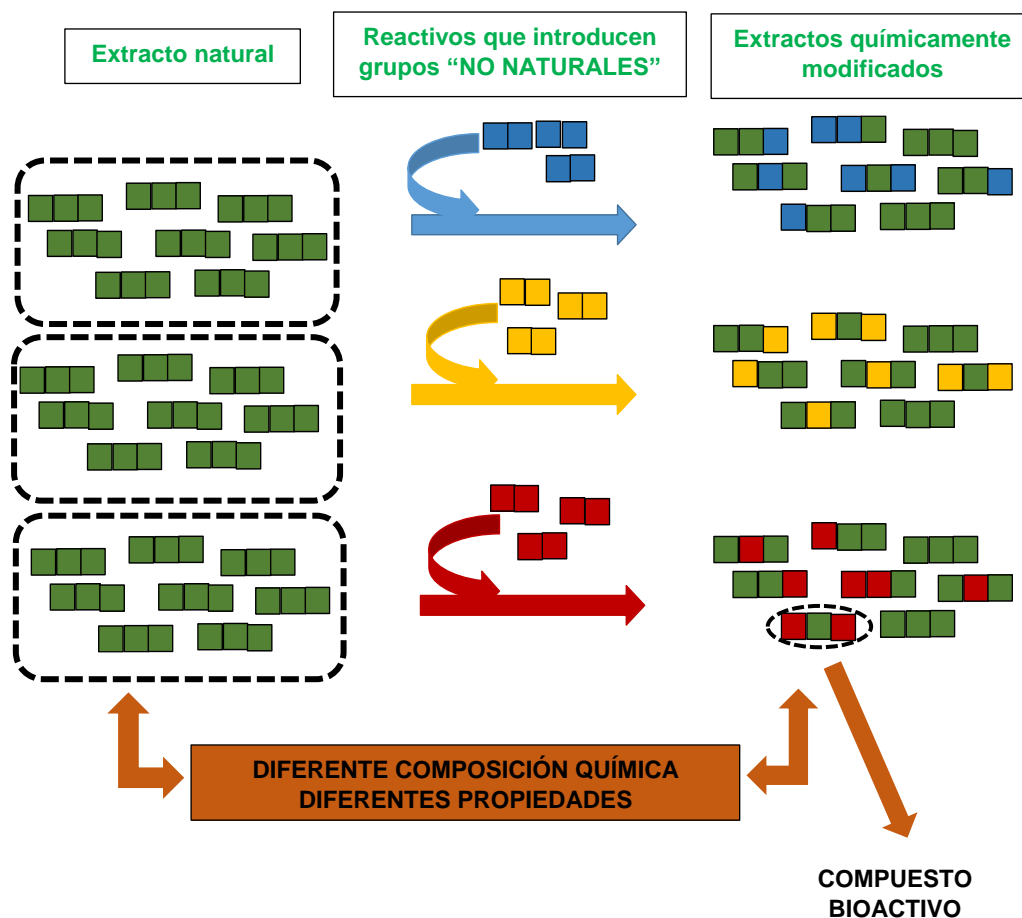 Extracto natural
Reactivos que introducen
grupos “NO NATURALES”
Extractos químicamente
modificados
DIFERENTE COMPOSICIÓN QUÍMICA
DIFERENTES PROPIEDADES
COMPUESTO
BIOACTIVO